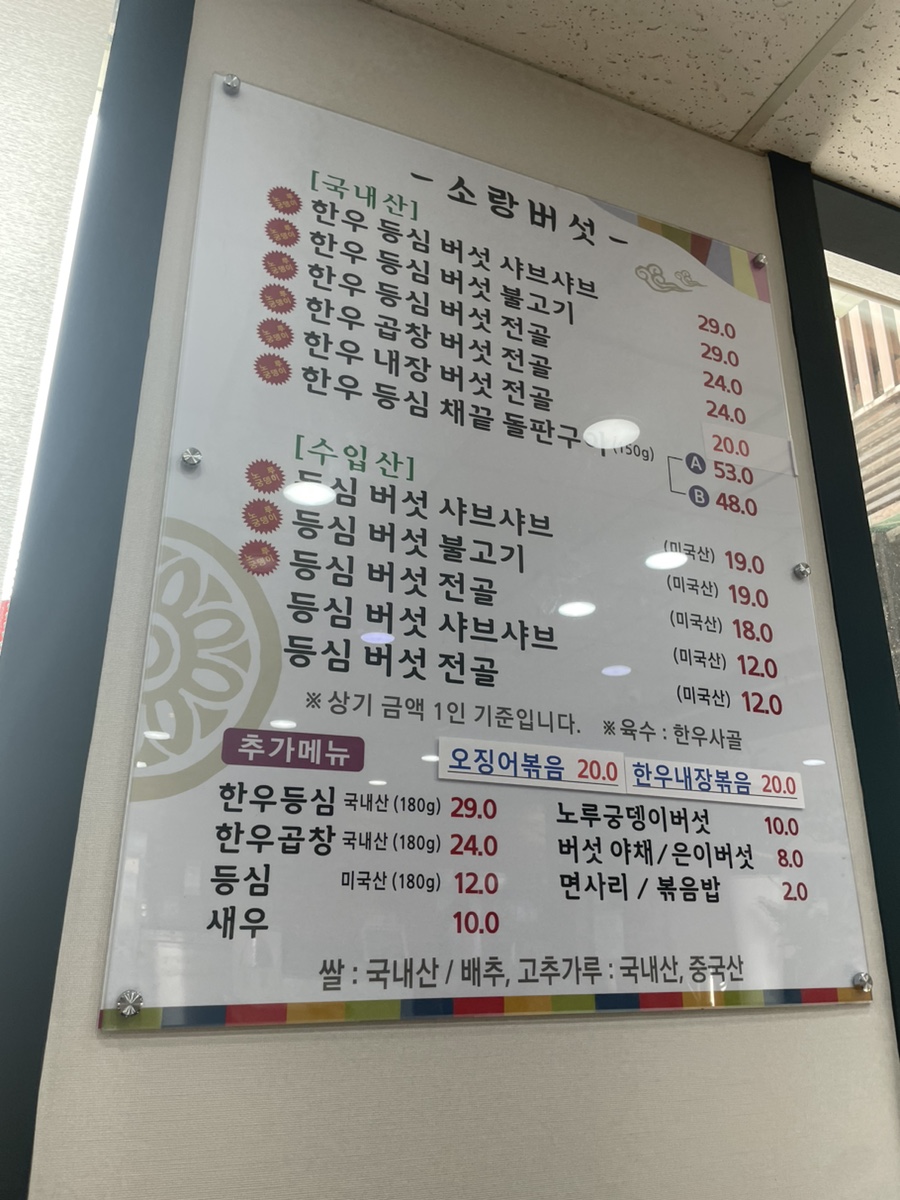 - 소랑버섯 -
[국내산]
한우 등심 버섯 샤브샤브 29.0
한우 등심 버섯 불고기 29.0
한우 등심 버섯 전골 24.0
한우 곱창 버섯 전골 24.0
한우 내장 버섯 전골 20.0
한우 등심 채끝 돌판구이 (150g) A 53.0
B 48.0
[수입산]
등심 버섯 샤브샤브 (미국산) 19.0
등심 버섯 불고기 (미국산) 19.0
등심 버섯 전골 (미국산) 18.0
등심 버섯 샤브샤브 (미국산) 12.0
등심 버섯 전골 (미국산) 12.0
※ 상기 금액 1인 기준입니다. ※ 육수 : 한우사골
추가메뉴
오징어볶음 20.0 한우내장볶음 20.0
한우등심 국내산 (180g) 29.0
한우곱창 국내산 (180g) 24.0
등심 미국산 (180g) 12.0
새우 10.0
노루궁뎅이버섯 10.0
버섯 야채/은이버섯 8.0
면사리 / 볶음밥 2.0
쌀 : 국내산 / 배추, 고추가루 : 국내산, 중국산